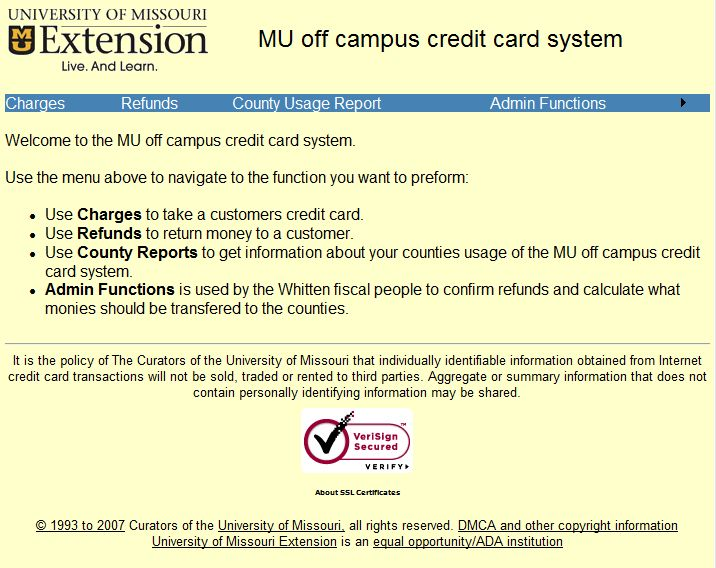 UNIVERSITY OF MISSOURI
MU Extension
Live. And Learn.
MU off campus credit card system
Charges Refunds County Usage Report Admin Functions
Welcome to the MU off campus credit card system.
Use the menu above to navigate to the function you want to preform:
• Use Charges to take a customers credit card.
• Use Refunds to return money to a customer.
• Use County Reports to get information about your counties usage of the MU off campus credit
card system.
• Admin Functions is used by the Whitten fiscal people to confirm refunds and calculate what
monies should be transfered to the counties.
It is the policy of The Curators of the University of Missouri that individually identifiable information obtained from Internet
credit card transactions will not be sold, traded or rented to third parties. Aggregate or summary information that does not
contain personally identifying information may be shared.
VeriSign™
Secured
VERIFY
About SSL Certificates
© 1993 to 2007 Curators of the University of Missouri, all rights reserved. DMCA and other copyright information
University of Missouri Extension is an equal opportunity/ADA institution